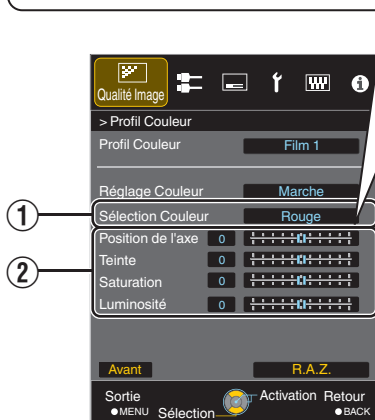 Qualité Image
> Profil Couleur
Profil Couleur Film 1
Réglage Couleur Marche
① Sélection Couleur Rouge
② Position de l'axe 0
Teinte 0
Saturation 0
Luminosité 0
Avant R.A.Z.
Sortie Activation Retour
●MENU Sélection ●BACK